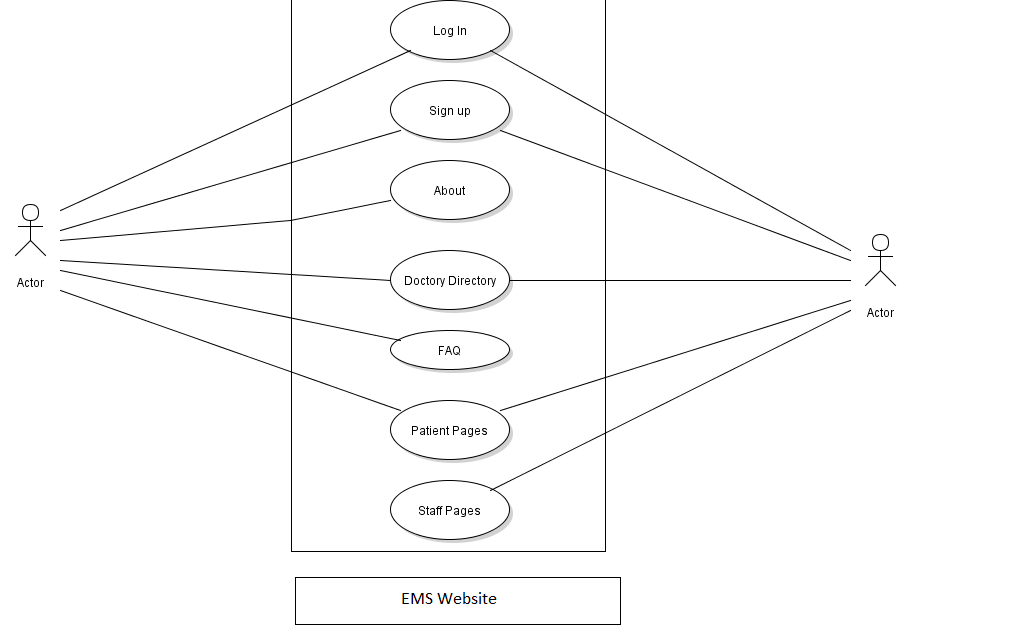 Log In
Sign up
About
Actor
Doctory Directory
Actor
FAQ
Patient Pages
Staff Pages
EMS Website